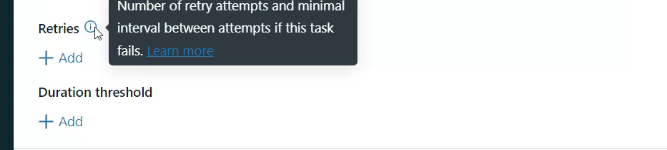 Number of retry attempts and minimal
Retries
interval between attempts if this task
fails. Learn more
+ Add
Duration threshold
+ Add